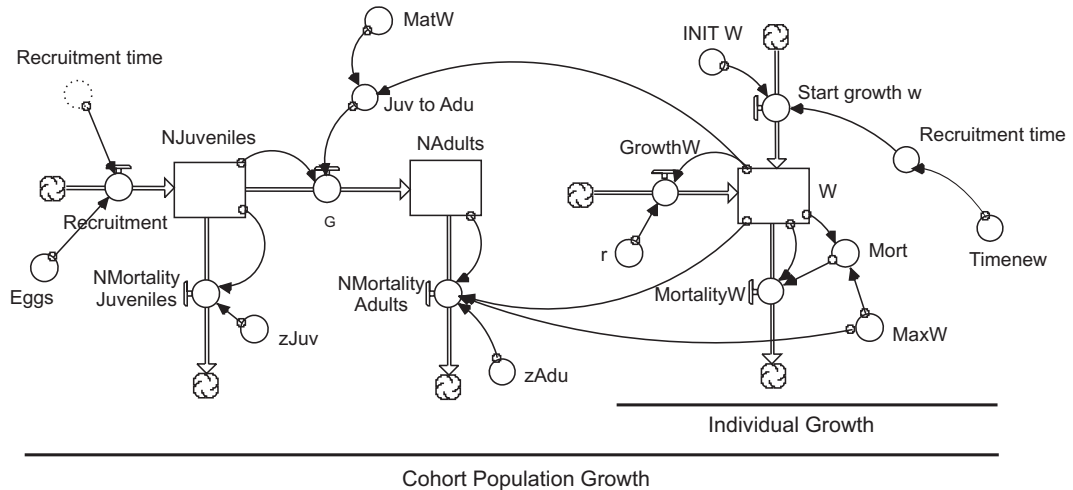 MatW
INIT W
Recruitment time
Juv to Adu
Start growth w
NJuveniles
NAdults
GrowthW
Recruitment time
W
Recruitment
G
r
Mort
Timenew
Eggs
NMortality
Juveniles
NMortality
Adults
MortalityW
zJuv
MaxW
zAdu
Individual Growth
Cohort Population Growth